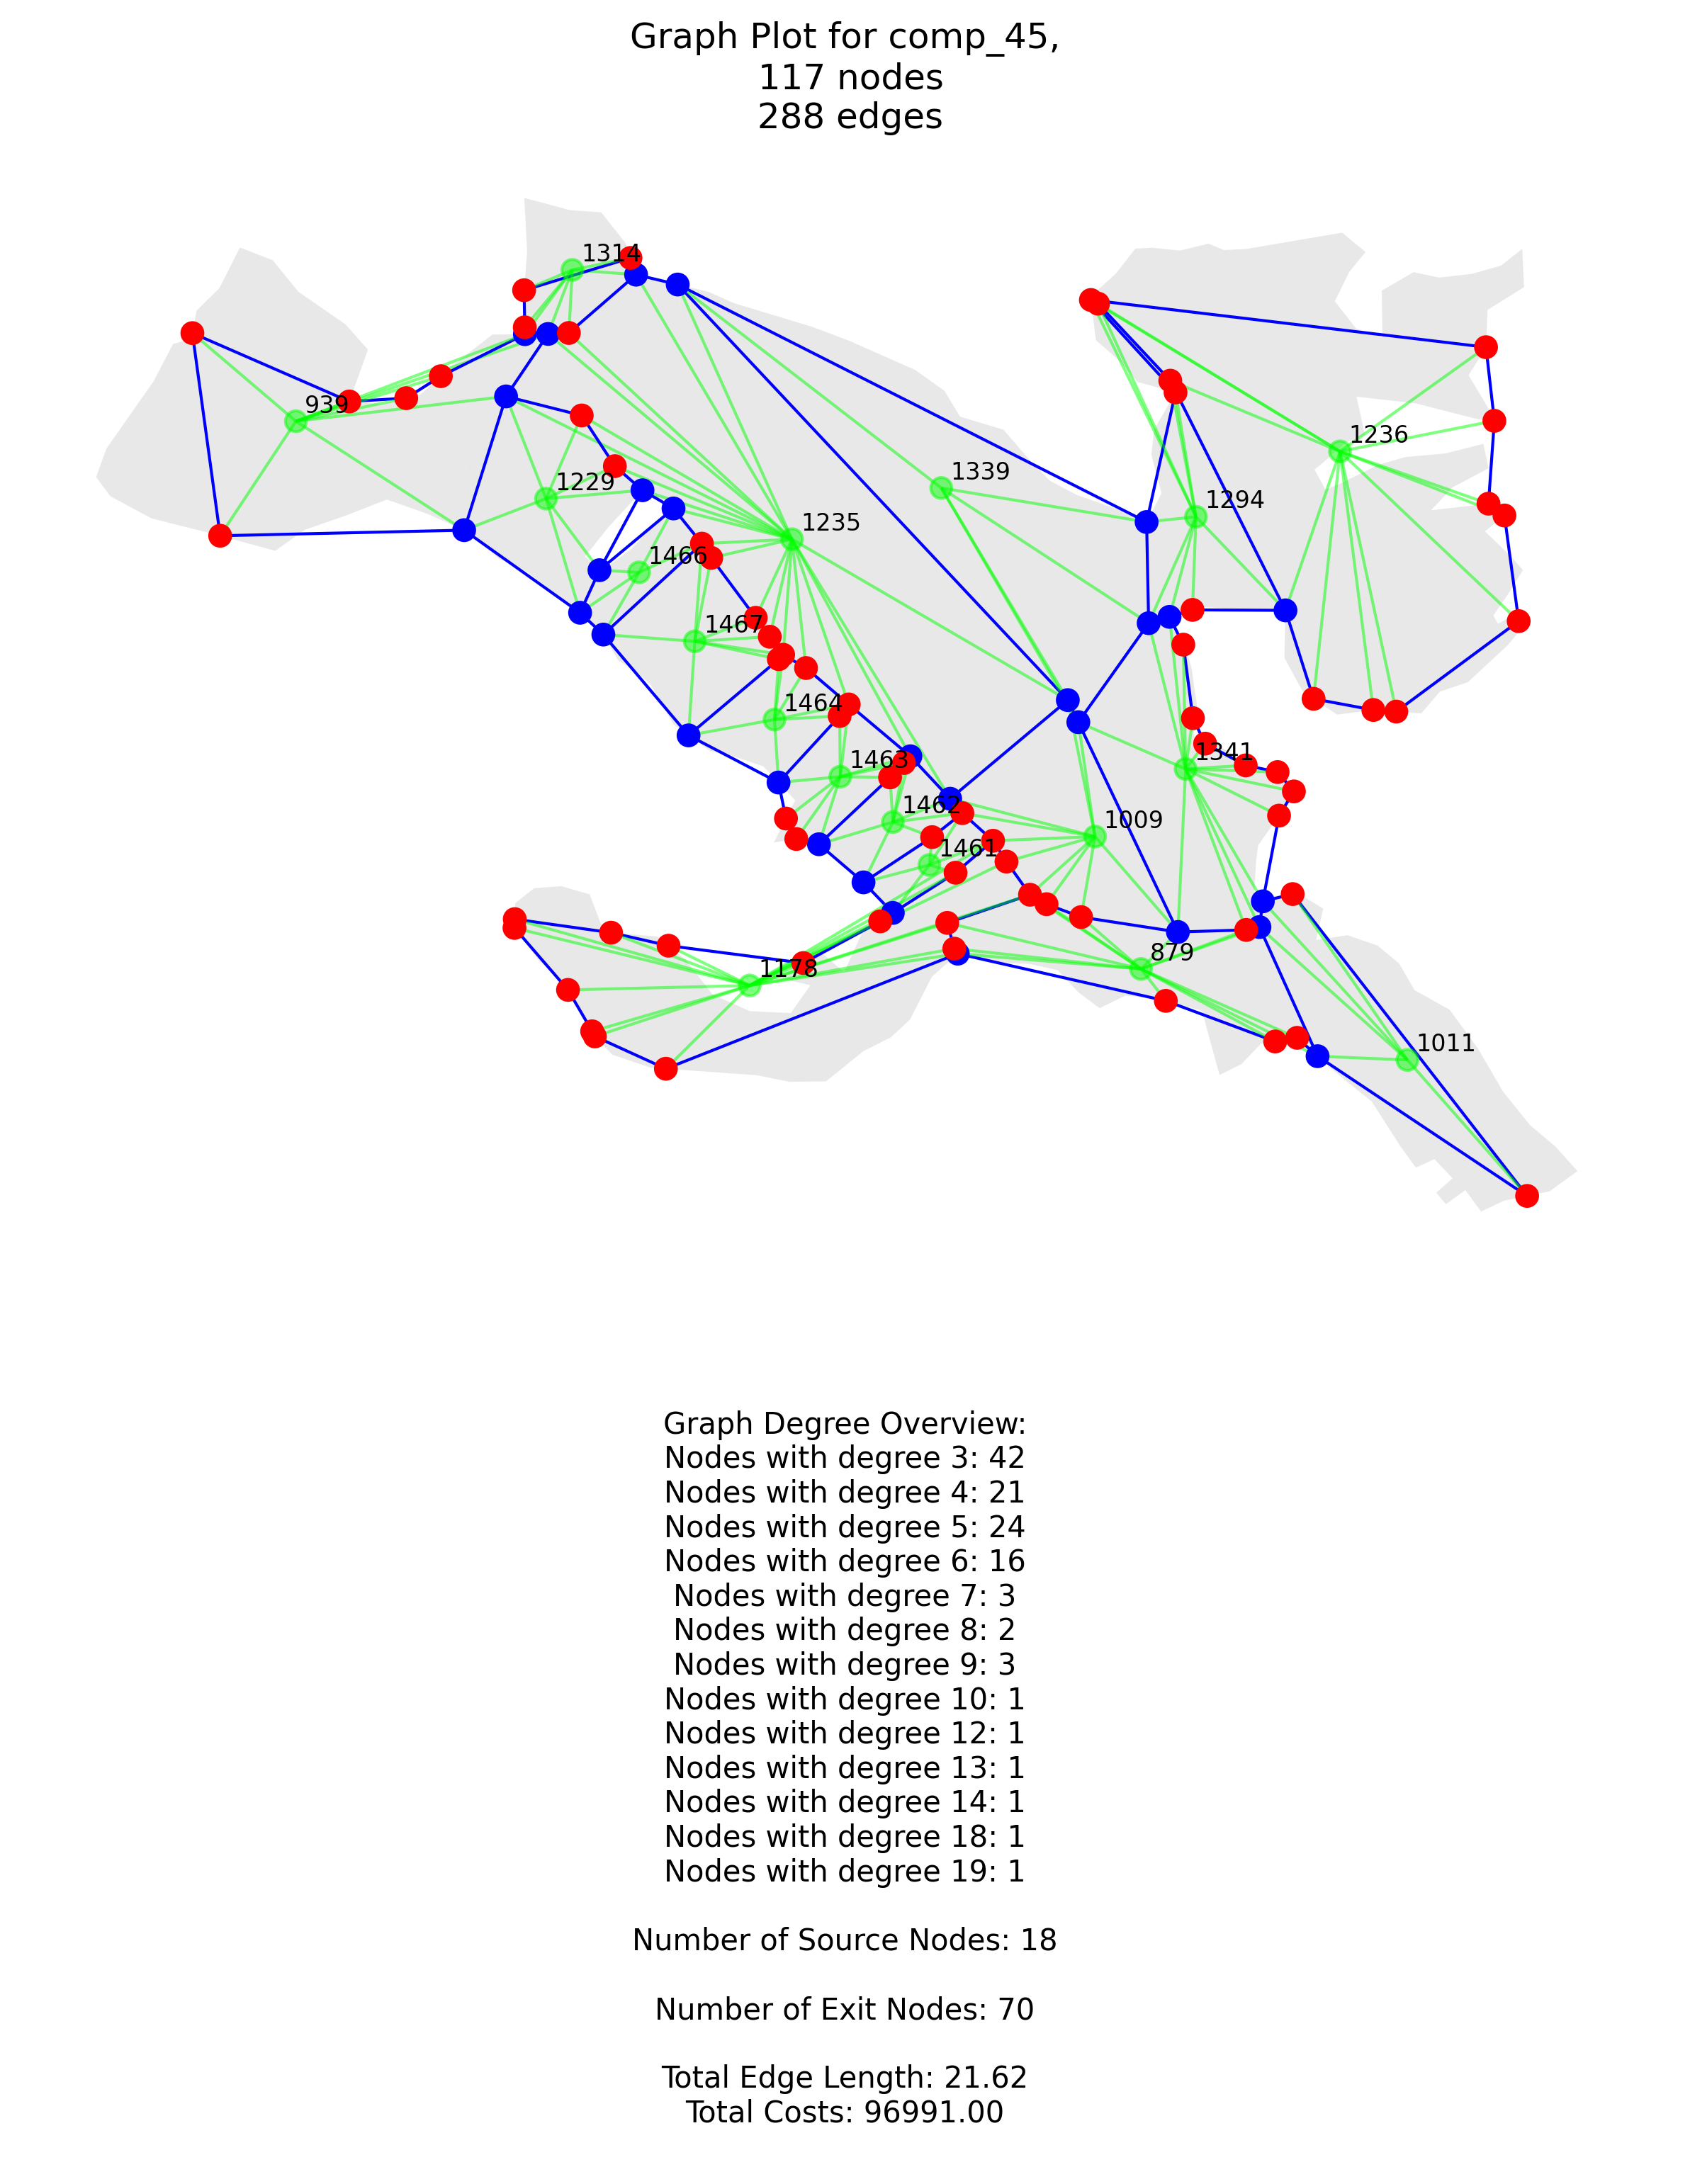 Graph Plot for comp_45,
117 nodes
288 edges
1314
939
1236
1339
1229
1294
1235
1466
1467
1464
1341
1463
1462
1009
1461
879
1178
1011
Graph Degree Overview:
Nodes with degree 3: 42
Nodes with degree 4: 21
Nodes with degree 5: 24
Nodes with degree 6: 16
Nodes with degree 7: 3
Nodes with degree 8: 2
Nodes with degree 9: 3
Nodes with degree 10: 1
Nodes with degree 12: 1
Nodes with degree 13: 1
Nodes with degree 14: 1
Nodes with degree 18: 1
Nodes with degree 19: 1
Number of Source Nodes: 18
Number of Exit Nodes: 70
Total Edge Length: 21.62
Total Costs: 96991.00